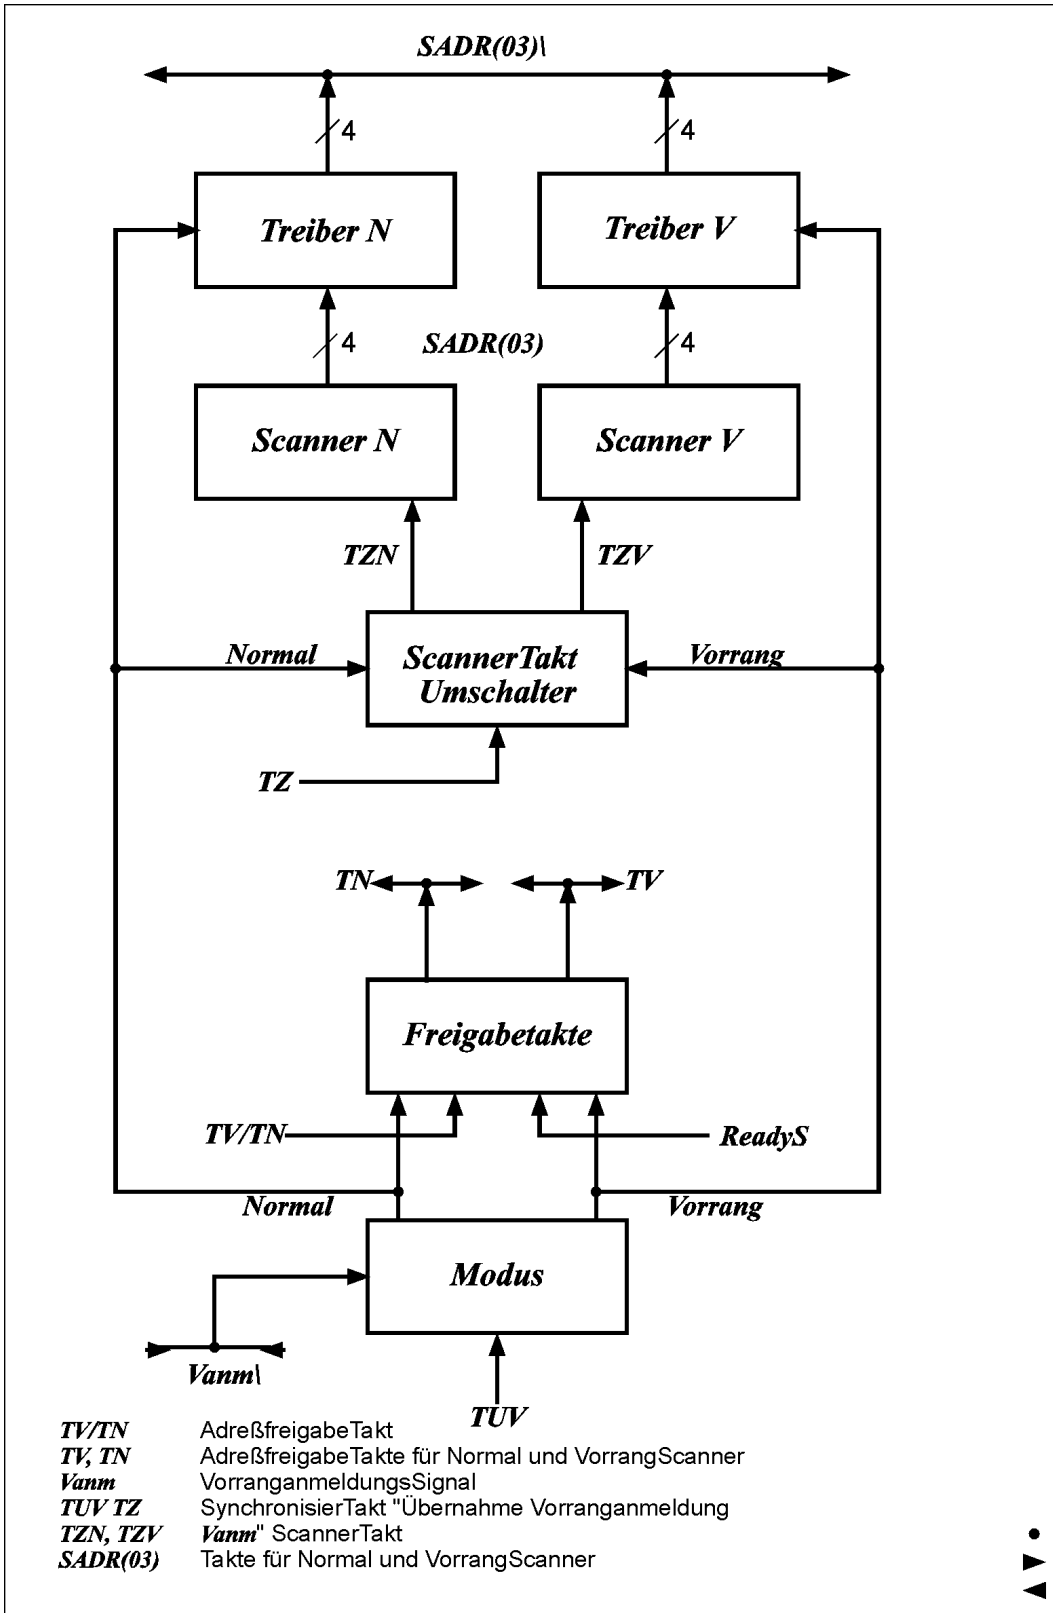 SADR(03)\
4 4
Treiber N Treiber V
4 SADR(03) 4
Scanner N Scanner V
TZN TZV
Normal ScannerTakt Vorrang
Umschalter
TZ
TN TV
Freigabetakte
TV/TN ReadyS
Normal Vorrang
Modus
Vanm\
TUV
TV/TN AdreßfreigabeTakt
TV, TN AdreßfreigabeTakte für Normal und VorrangScanner
Vanm VorranganmeldungsSignal
TUV TZ SynchronisierTakt "Übernahme Vorranganmeldung
TZN, TZV Vanm" ScannerTakt
SADR(03) Takte für Normal und VorrangScanner